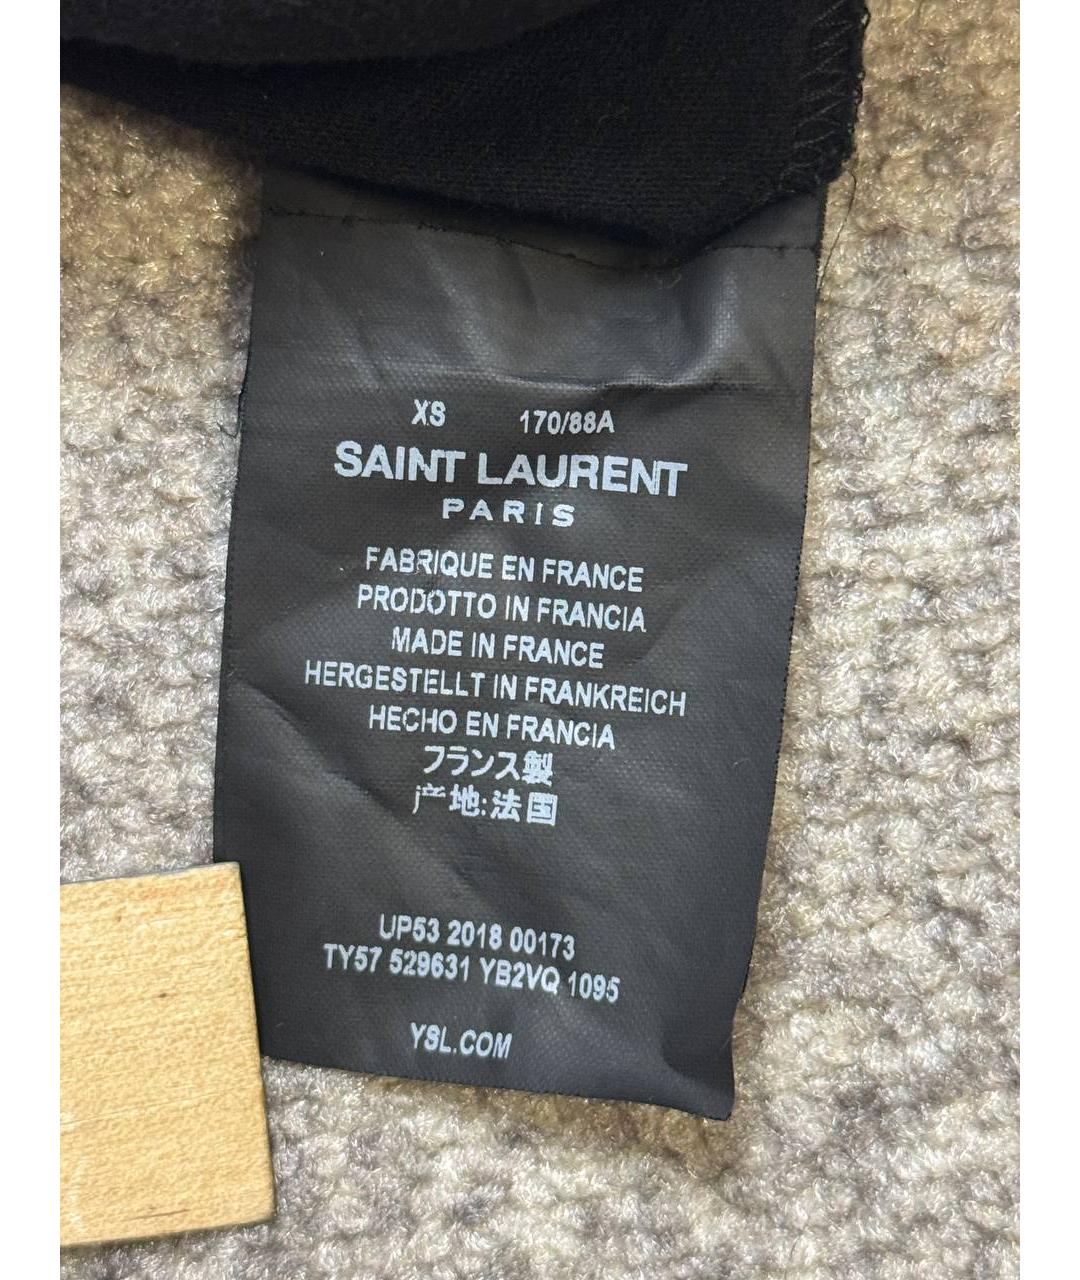 XS 170/88A
SAINT LAURENT
PARIS
FABRIQUE EN FRANCE
PRODOTTO IN FRANCIA
MADE IN FRANCE
HERGESTELLT IN FRANKREICH
HECHO EN FRANCIA
フランス製
产地:法国
UP53 2018 00173
TY57 529631 YB2VQ 1095
YSL.COM